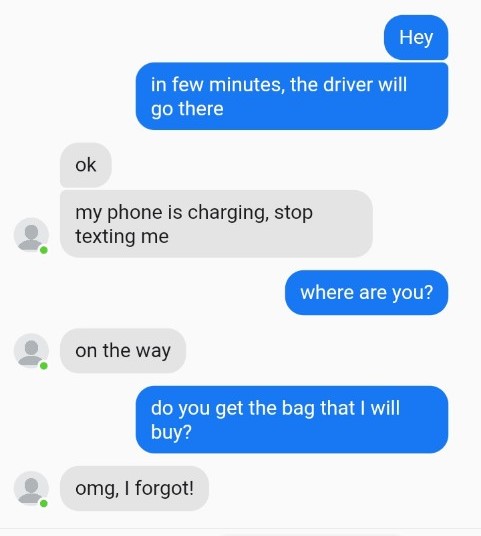 Hey
in few minutes, the driver will
go there
ok
my phone is charging, stop
texting me
where are you?
on the way
do you get the bag that I will
buy?
omg, I forgot!